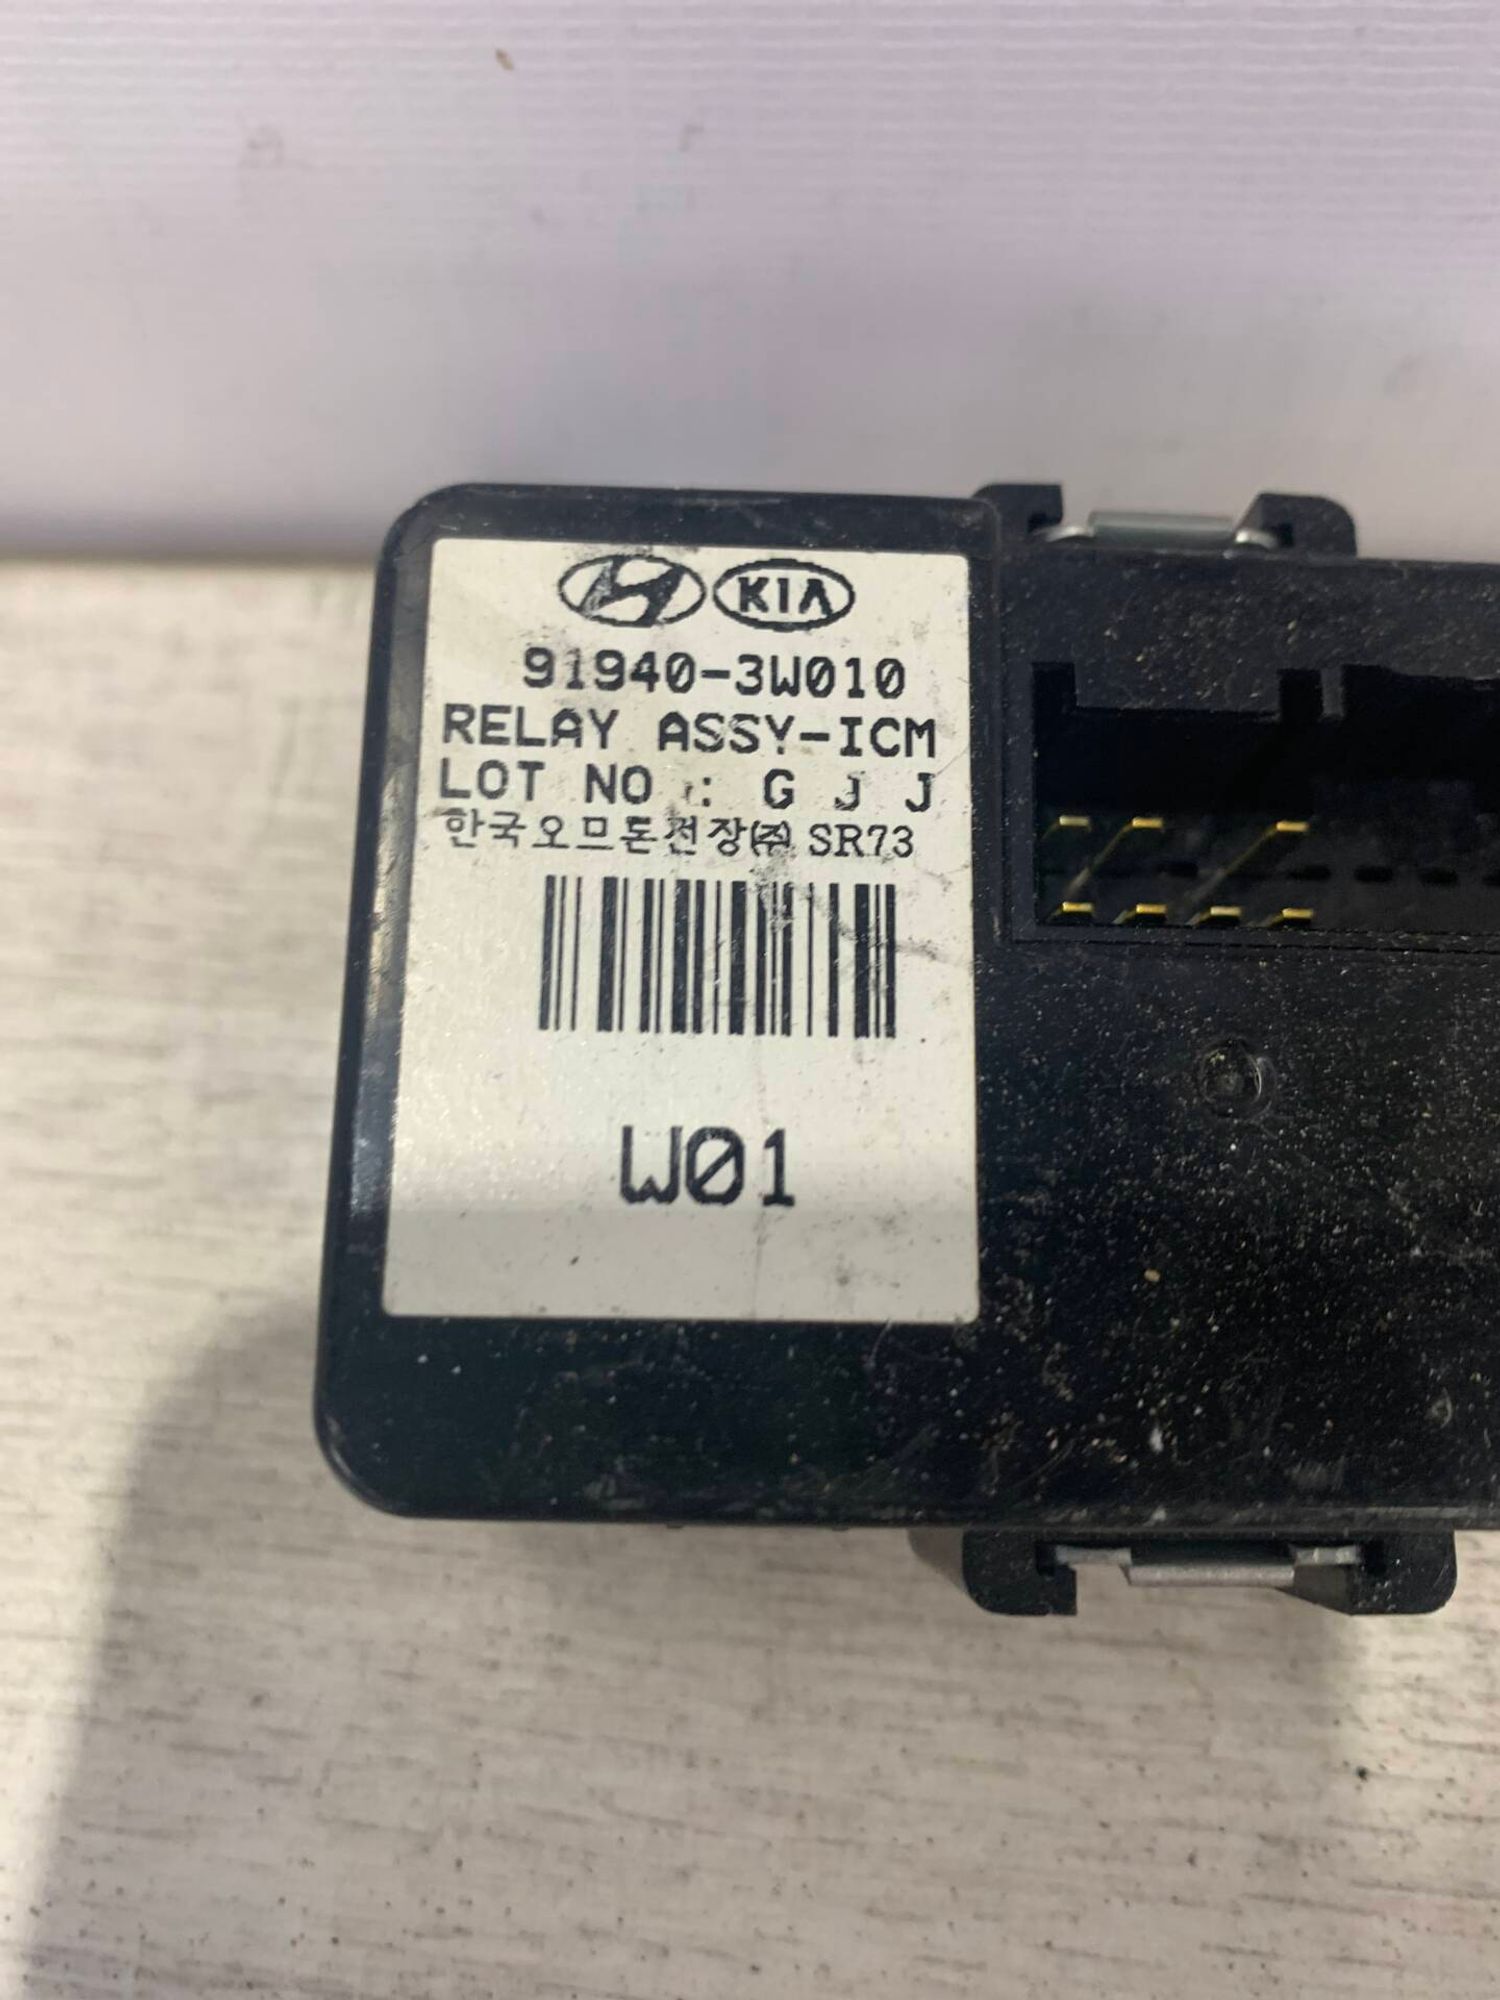 KIA
91940-3W010
RELAY ASSY-ICM
LOT NO : G J J
한국오므론전장㈜ SR73
W01